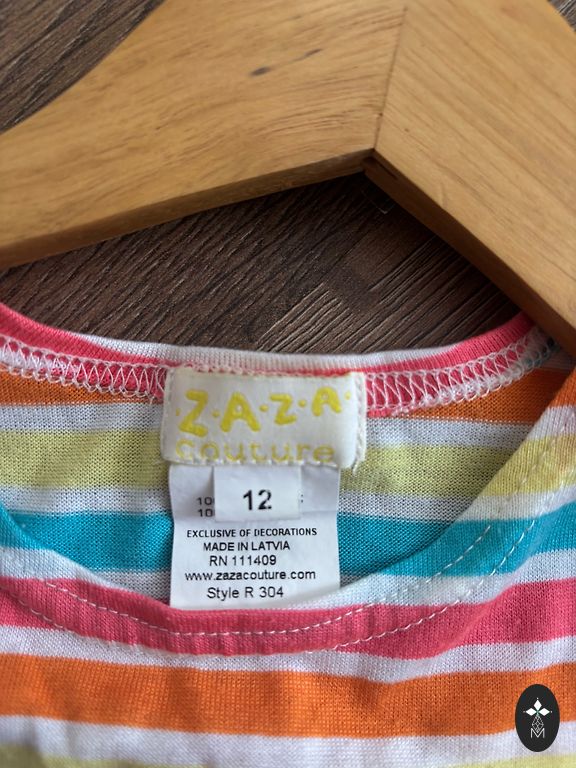 ·Z·A·Z·A·
couture
12
EXCLUSIVE OF DECORATIONS
MADE IN LATVIA
RN 111409
www.zazacouture.com
Style R 304